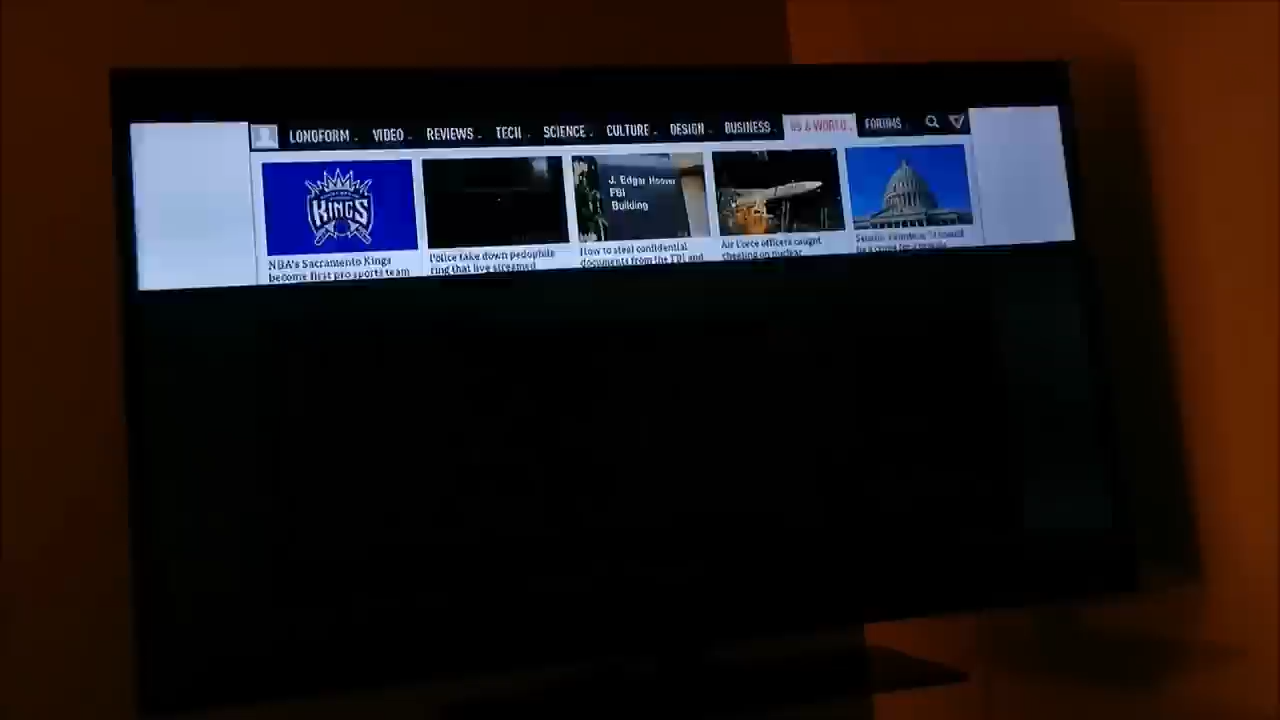 LONGFORM VIDEO REVIEWS TECH SCIENCE CULTURE DESIGN BUSINESS US & WORLD FORUMS
KINGS
J. Edgar Hoover
FBI
Building
NBA's Sacramento Kings
become first pro sports team
Police take down pedophile
ring that live streamed
How to steal confidential
documents from the FBI and
Air Force officers caught
cheating on nuclear